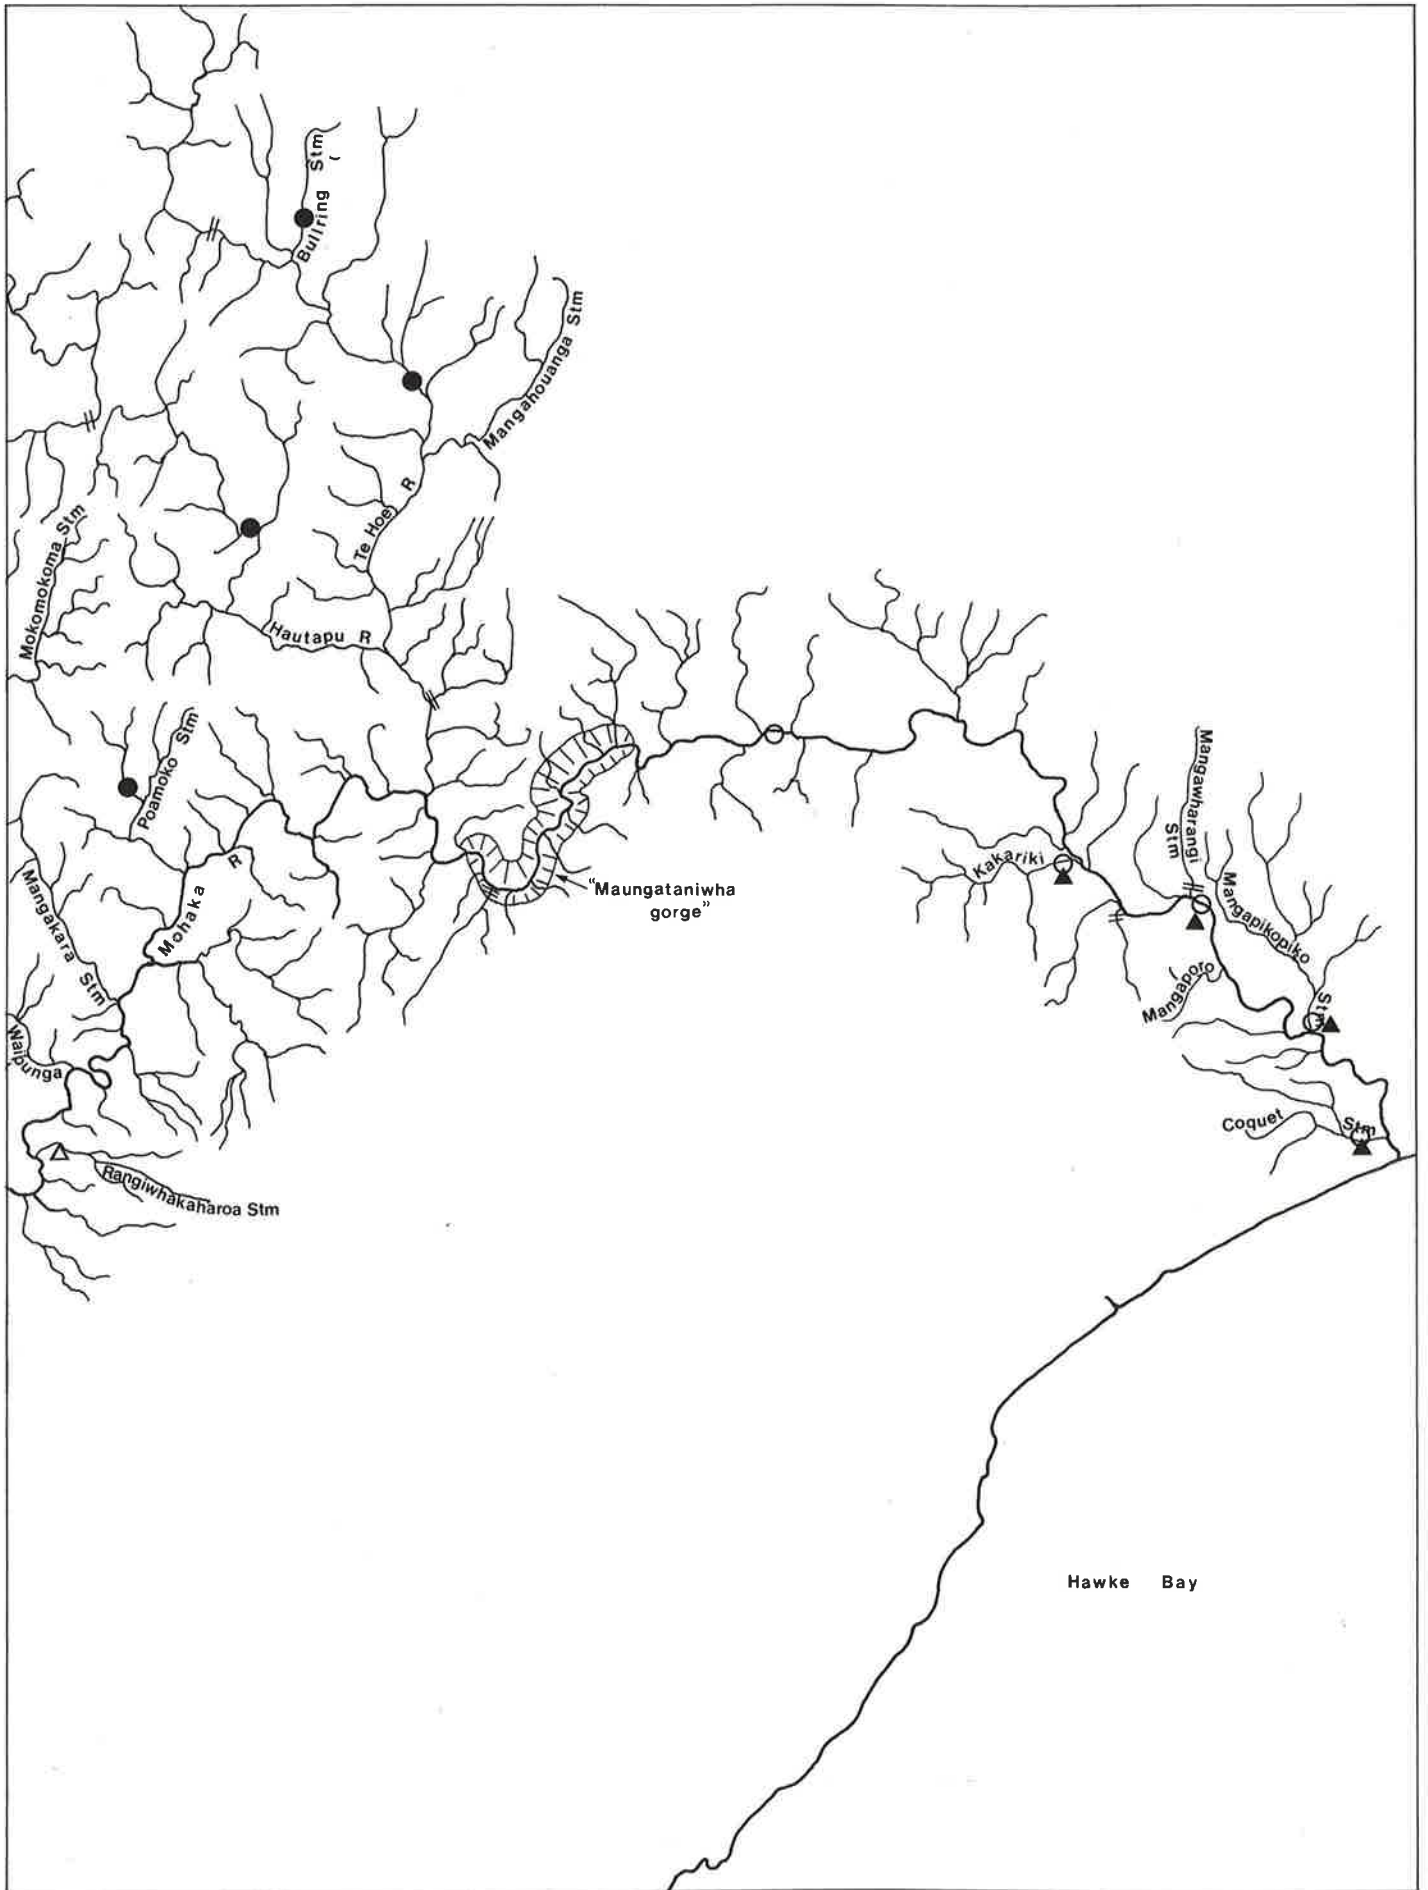 Bullring Stm
Mangahouanga Stm
Te Hoe R
Mokomokoma Stm
Hautapu R
Poamoko Stm
Mangawharangi
Stm
Kakariki
Mohaka R
"Maungataniwha
gorge"
Mangakara Stm
Mangapikopiko
Stm
Mangaporo
Waipunga
Coquet Stm
Rangiwhakaharoa Stm
Hawke Bay